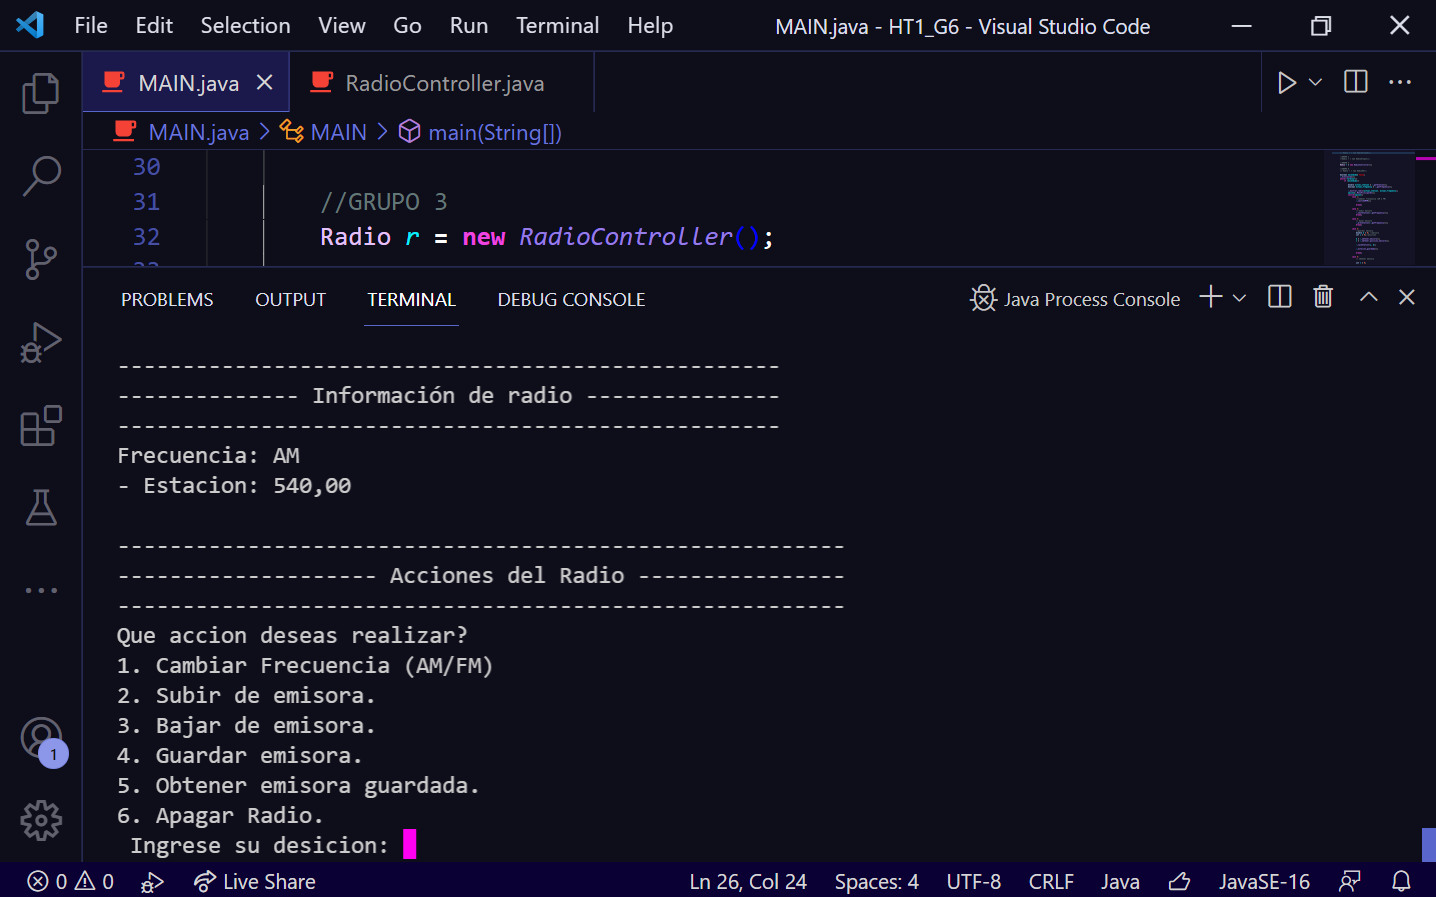 File Edit Selection View Go Run Terminal Help MAIN.java - HT1_G6 - Visual Studio Code
MAIN.java RadioController.java
MAIN.java > MAIN > main(String[])
30
31 //GRUPO 3
32 Radio r = new RadioController();
PROBLEMS OUTPUT TERMINAL DEBUG CONSOLE Java Process Console
---------------------------------------------------
-------------- Información de radio ---------------
---------------------------------------------------
Frecuencia: AM
- Estacion: 540,00
--------------------------------------------------------
-------------------- Acciones del Radio ----------------
--------------------------------------------------------
Que accion deseas realizar?
1. Cambiar Frecuencia (AM/FM)
2. Subir de emisora.
3. Bajar de emisora.
4. Guardar emisora.
5. Obtener emisora guardada.
6. Apagar Radio.
Ingrese su desicion:
1
0 0 Live Share Ln 26, Col 24 Spaces: 4 UTF-8 CRLF Java JavaSE-16